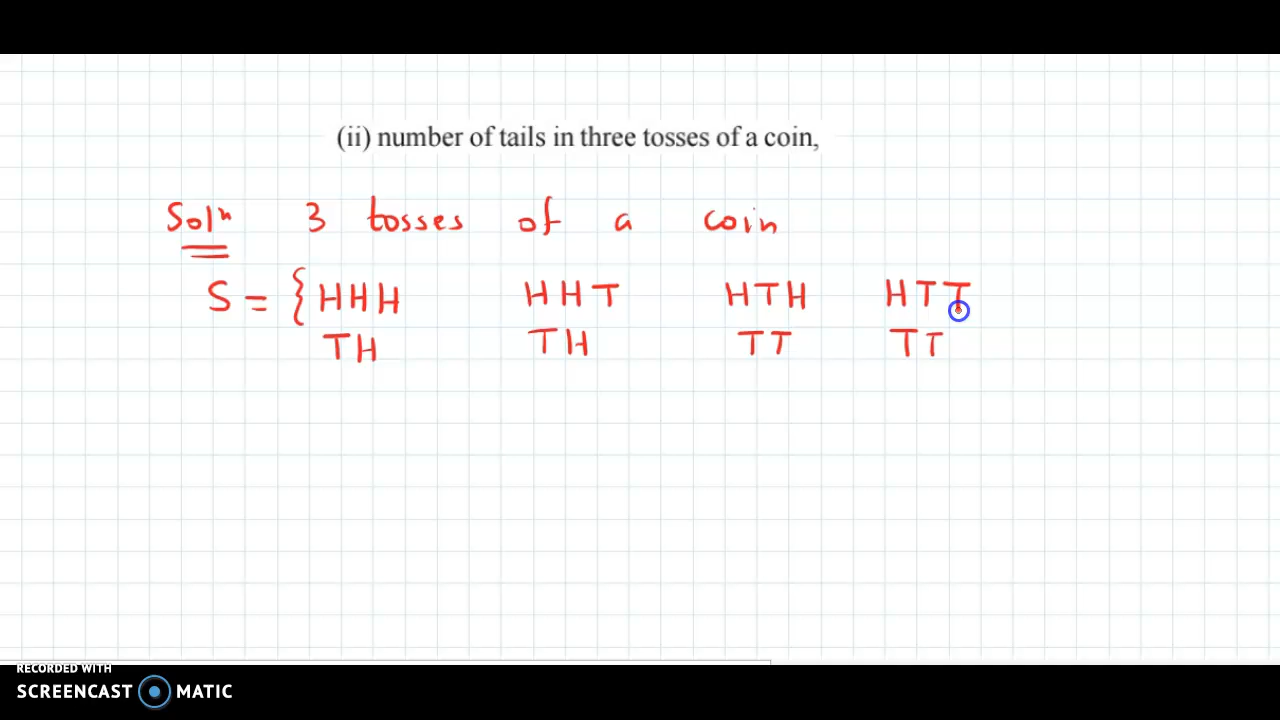 (ii) number of tails in three tosses of a coin,
Solⁿ 3 tosses of a coin
S = { HHH HHT HTH HTT
TH TH TT TT
RECORDED WITH
SCREENCAST MATIC